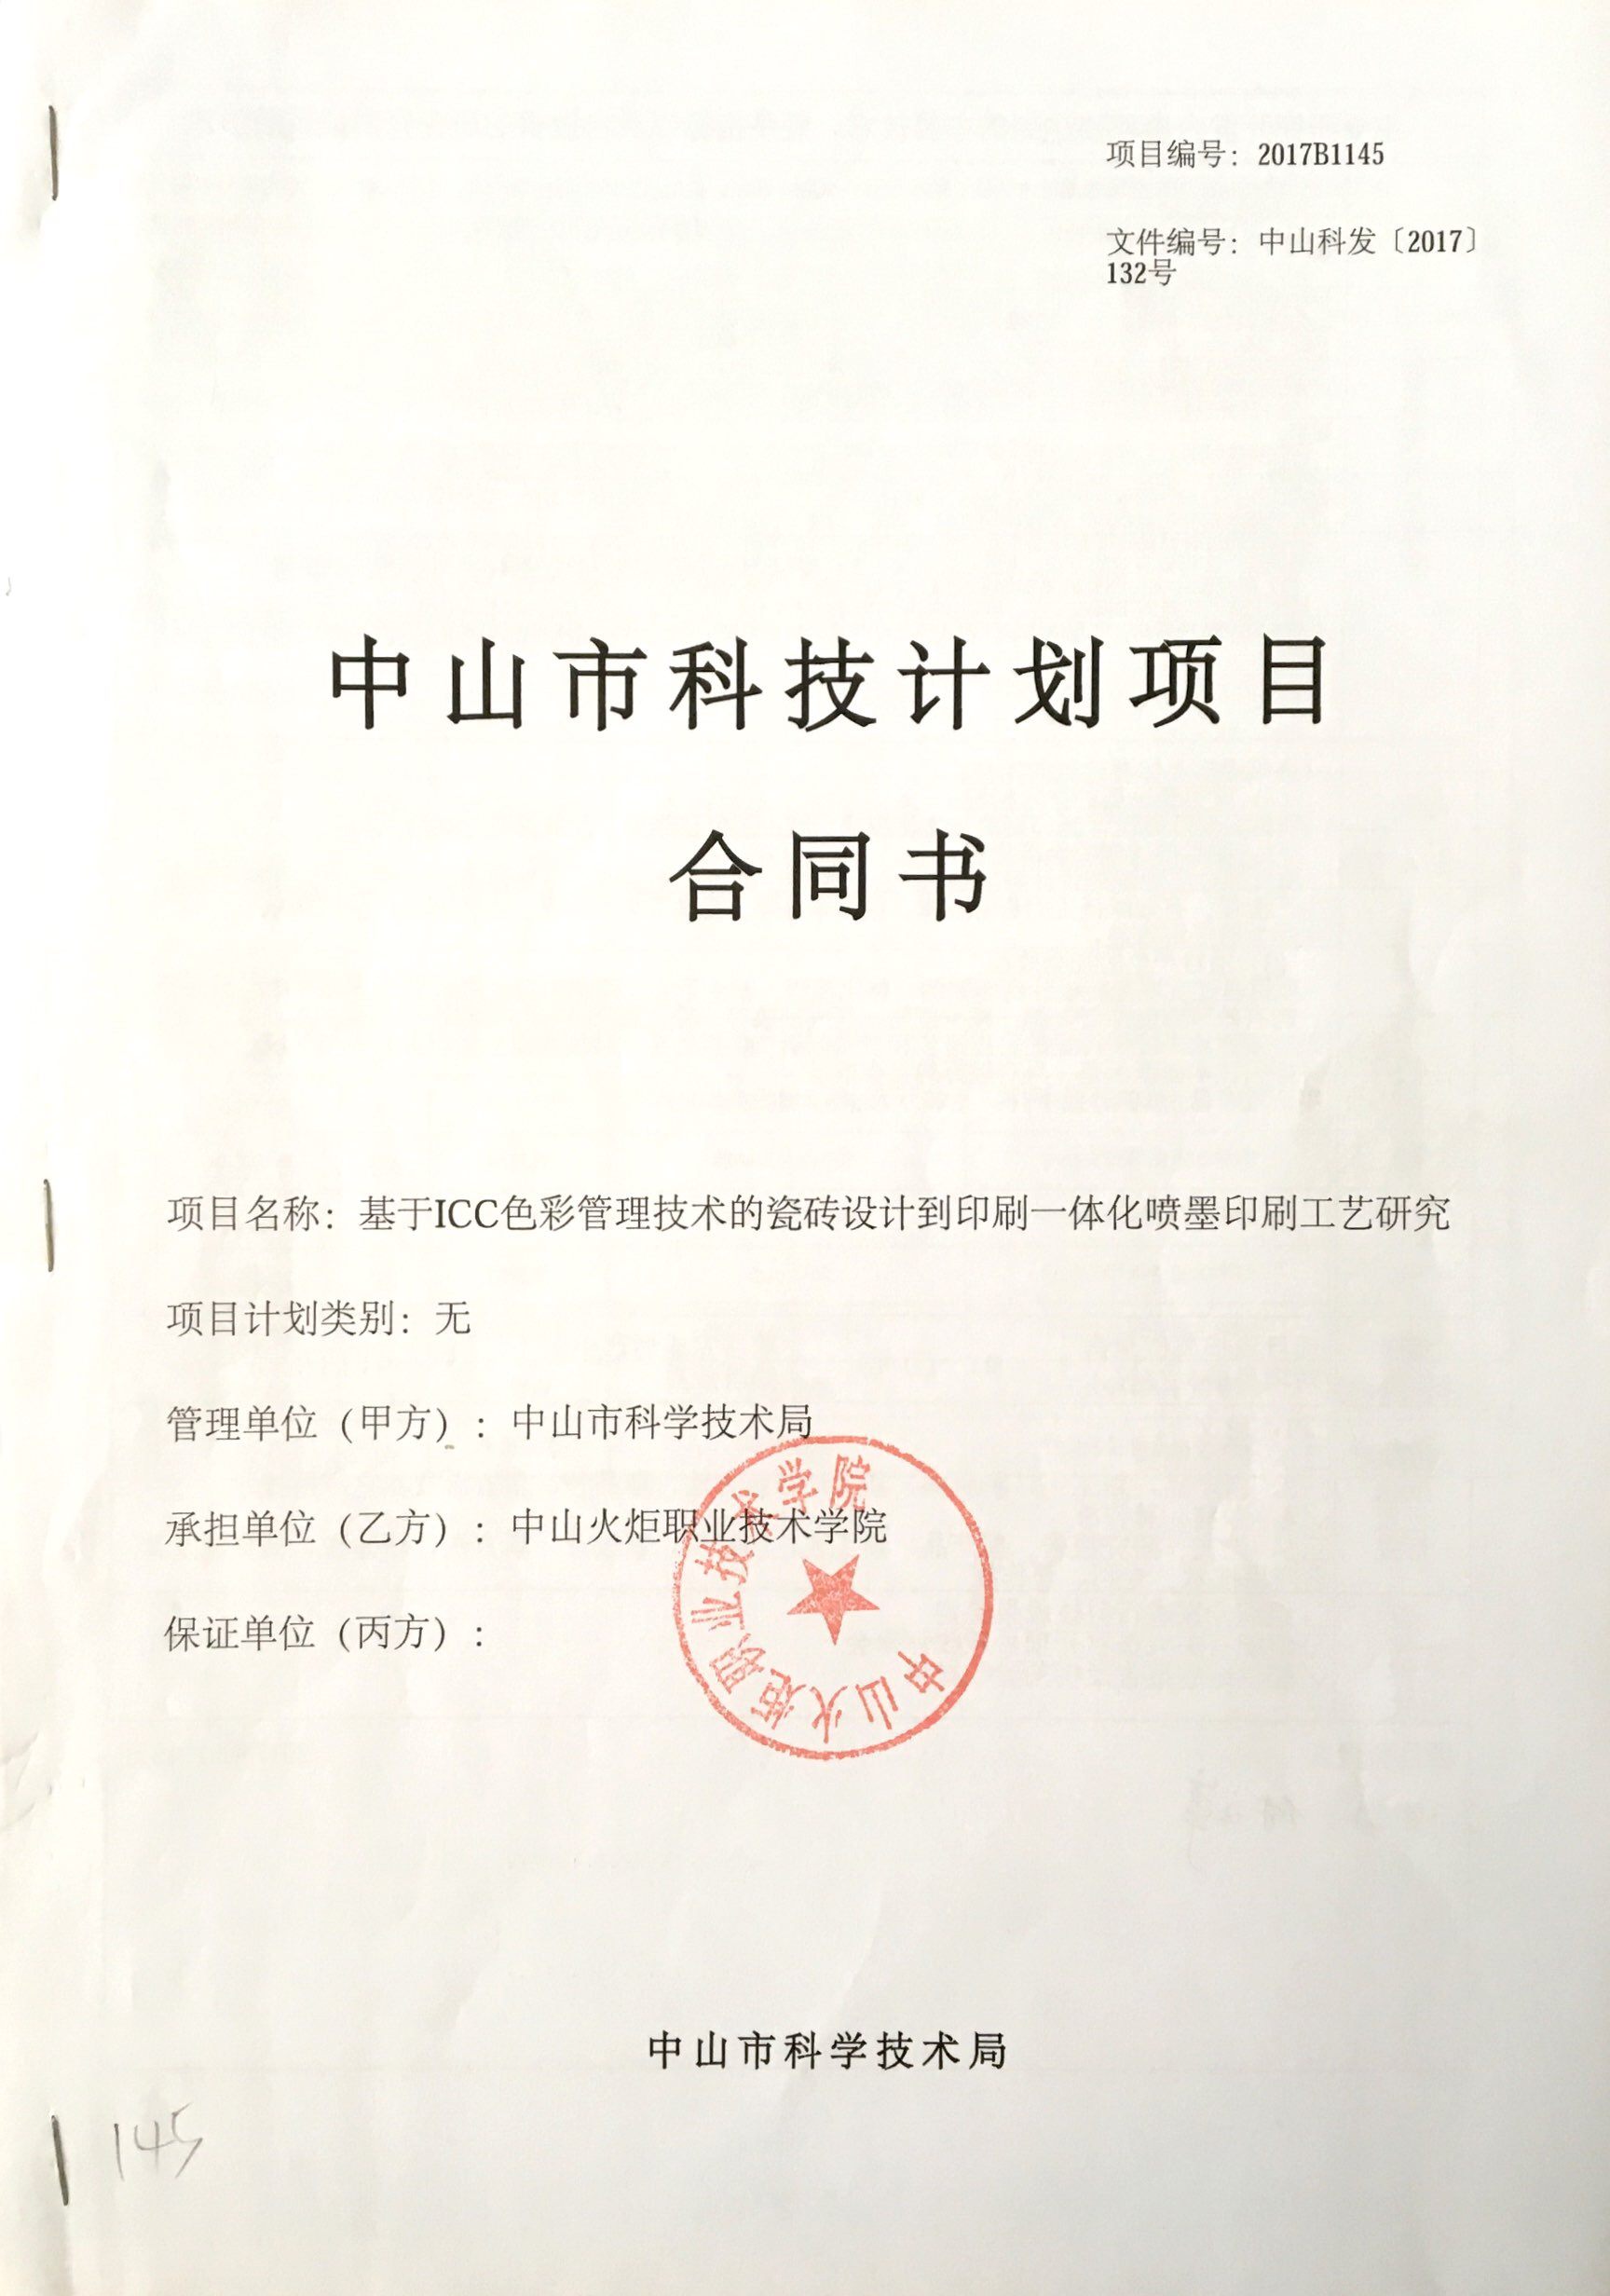 项目编号：2017B1145
文件编号：中山科发〔2017〕
132号
中山市科技计划项目
合同书
项目名称：基于ICC色彩管理技术的瓷砖设计到印刷一体化喷墨印刷工艺研究
项目计划类别：无
管理单位（甲方）：中山市科学技术局
承担单位（乙方）：中山火炬职业技术学院
保证单位（丙方）：
中山火炬职业技术学院
中山市科学技术局
145